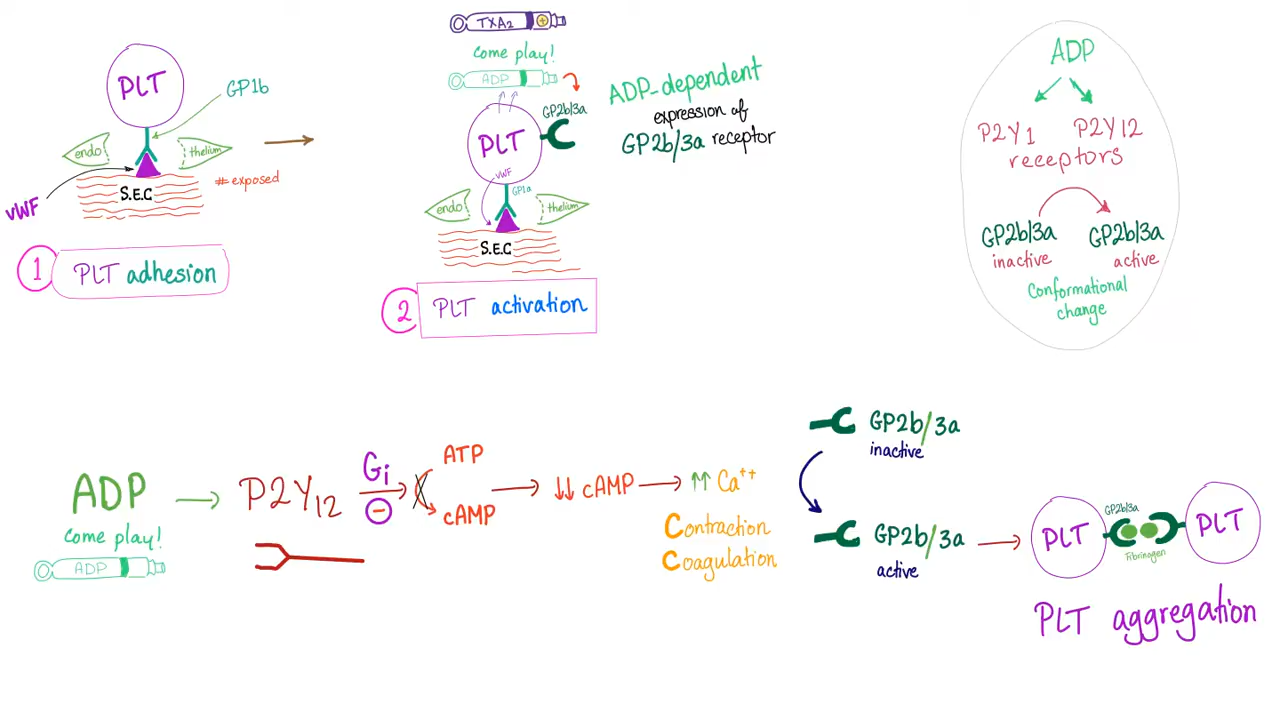 PLT
GP1b
endo
thelium
S.E.C
# exposed
vWF
1 PLT adhesion
TXA2 +
Come play!
ADP
GP2b/3a
PLT
vWF
GP1a
endo
thelium
S.E.C
2 PLT activation
ADP-dependent
expression of
GP2b/3a receptor
ADP
P2Y1 P2Y12
receptors
GP2b/3a GP2b/3a
inactive active
Conformational
change
ADP
Come play!
ADP
P2Y12
Gi
-
ATP
cAMP
↓↓ cAMP
↑↑ Ca++
Contraction
Coagulation
GP2b/3a
inactive
GP2b/3a
active
PLT
GP2b/3a
Fibrinogen
PLT
PLT aggregation